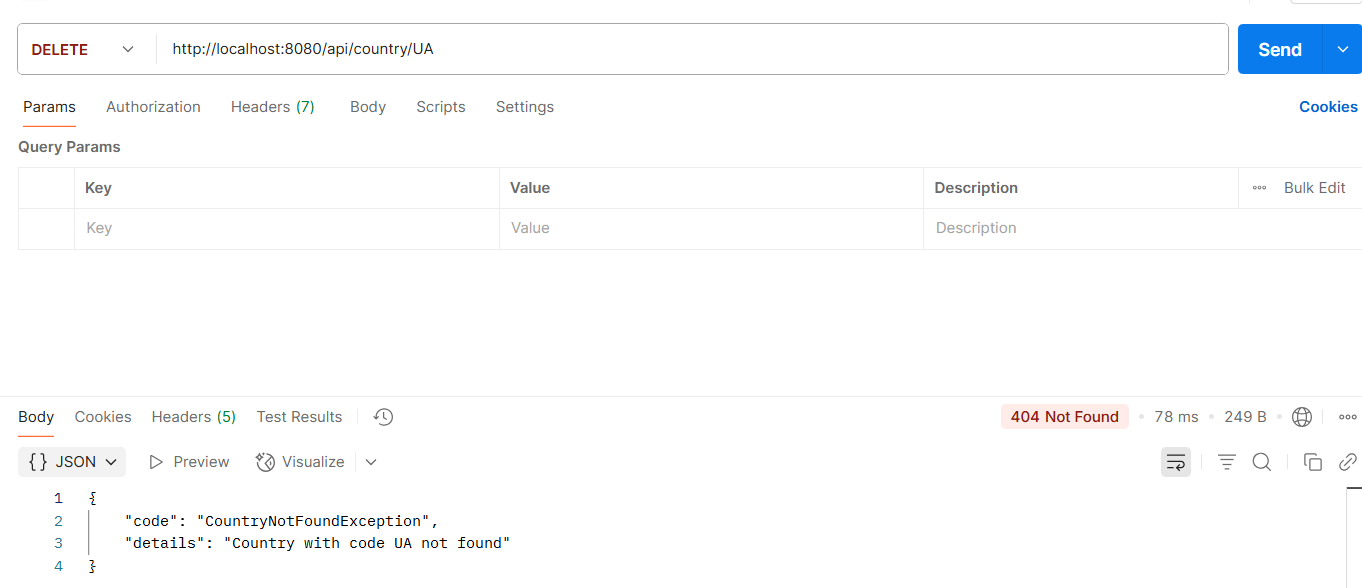 DELETE http://localhost:8080/api/country/UA Send
Params Authorization Headers (7) Body Scripts Settings Cookies
Query Params
Key Value Description Bulk Edit
Key Value Description
Body Cookies Headers (5) Test Results 404 Not Found 78 ms 249 B
{} JSON Preview Visualize
1 {
2 "code": "CountryNotFoundException",
3 "details": "Country with code UA not found"
4 }